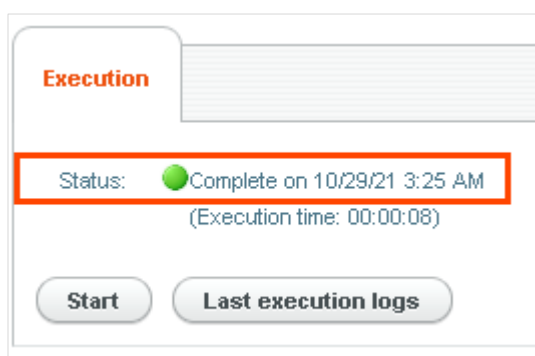 Execution
Status: Complete on 10/29/21 3:25 AM
(Execution time: 00:00:08)
Start Last execution logs